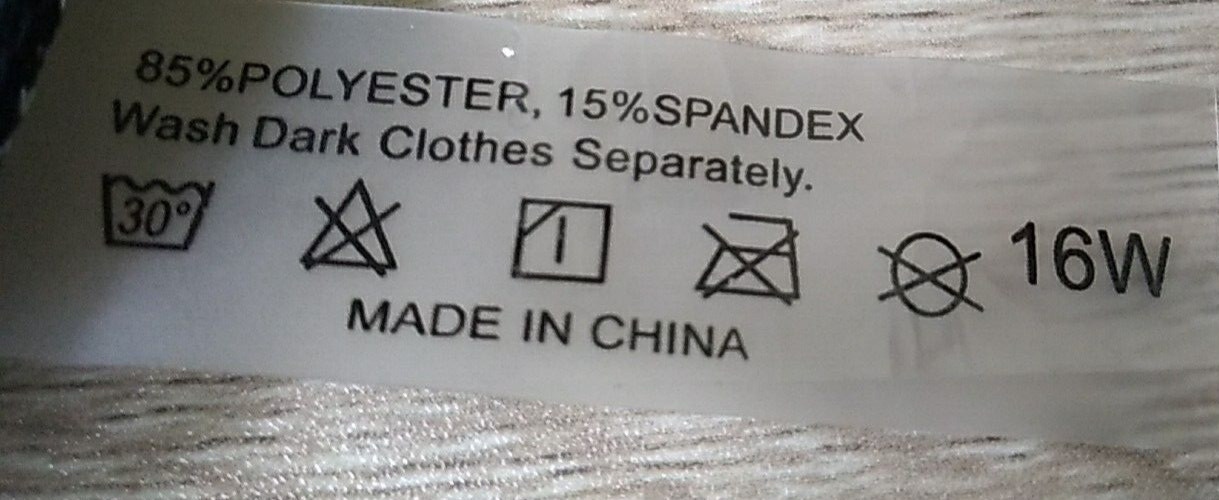 85%POLYESTER, 15%SPANDEX
Wash Dark Clothes Separately.
30° 16W
MADE IN CHINA